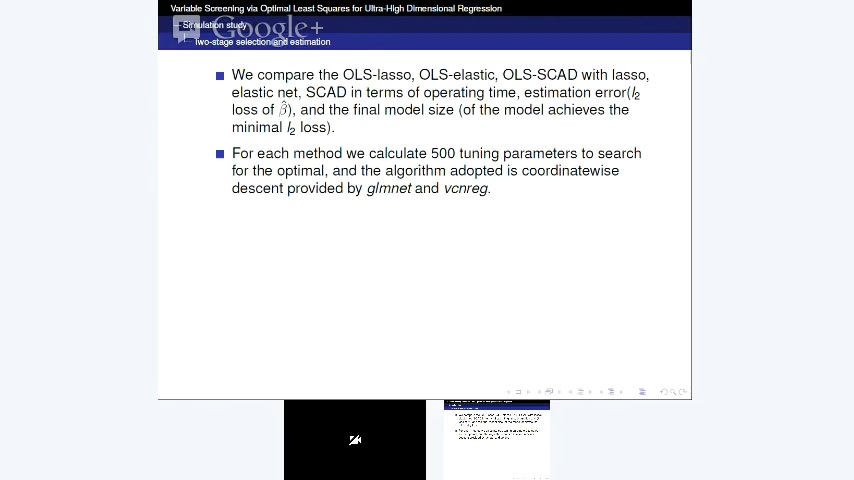 Variable Screening via Optimal Least Squares for Ultra-High Dimensional Regression
Simulation study
Google+
Two-stage selection and estimation
We compare the OLS-lasso, OLS-elastic, OLS-SCAD with lasso,
elastic net, SCAD in terms of operating time, estimation error(l₂
loss of β̂), and the final model size (of the model achieves the
minimal l₂ loss).
For each method we calculate 500 tuning parameters to search
for the optimal, and the algorithm adopted is coordinatewise
descent provided by glmnet and vcnreg.